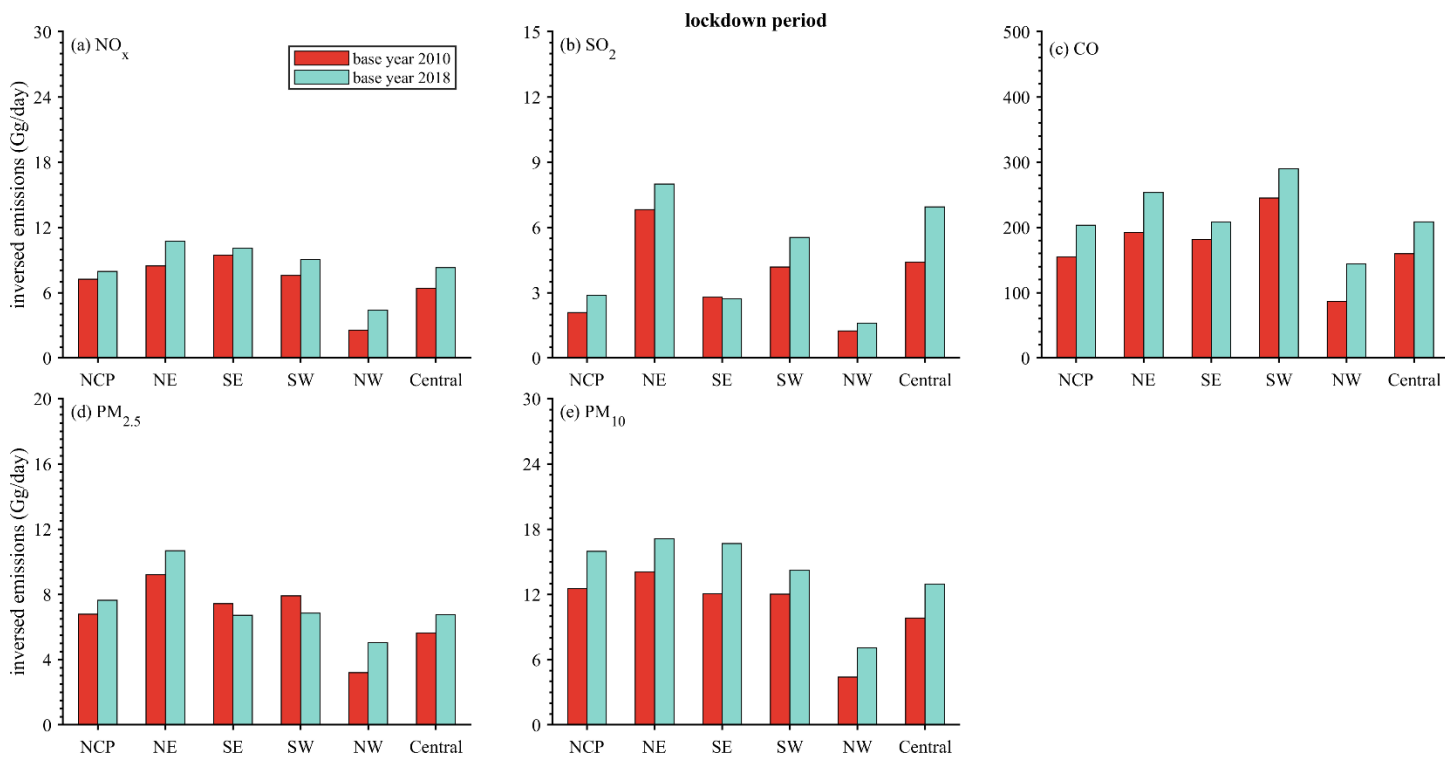 lockdown period
(a) NOx
base year 2010
base year 2018
inversed emissions (Gg/day)
30
24
18
12
6
0
NCP NE SE SW NW Central
(b) SO2
15
12
9
6
3
0
NCP NE SE SW NW Central
(c) CO
500
400
300
200
100
0
NCP NE SE SW NW Central
(d) PM2.5
inversed emissions (Gg/day)
20
16
12
8
4
0
NCP NE SE SW NW Central
(e) PM10
30
24
18
12
6
0
NCP NE SE SW NW Central